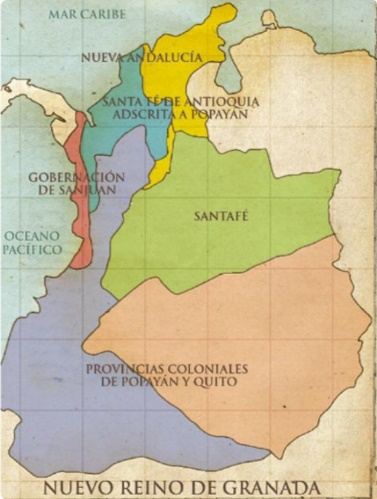 MAR CARIBE
NUEVA ANDALUCÍA
SANTA FÉ DE ANTIOQUIA
ADSCRITA A POPAYÁN
GOBERNACIÓN
DE SANJUAN
SANTAFÉ
OCEANO
PACÍFICO
PROVINCIAS COLONIALES
DE POPAYÁN Y QUITO
NUEVO REINO DE GRANADA